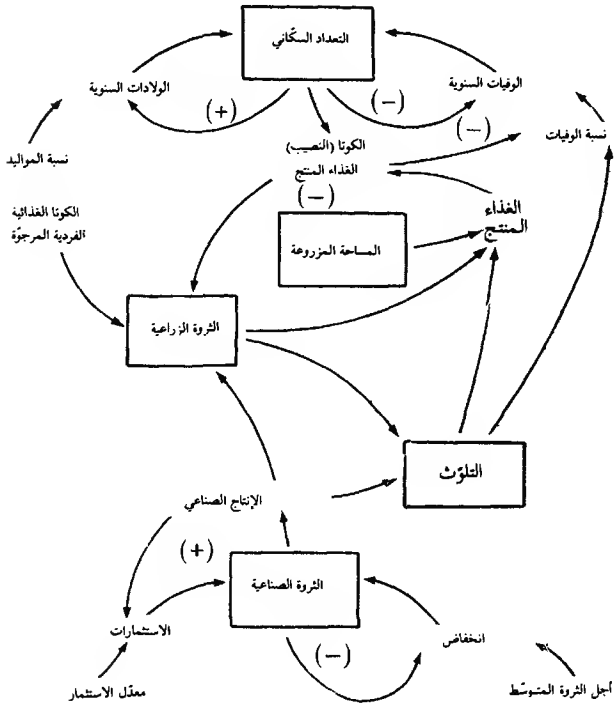 التعداد السكّاني
الوفيات السنوية
الولادات السنوية
(+)
(−)
(−)
نسبة الوفيات
الكوتا (النصيب)
الغذاء المنتج
(−)
نسبة المواليد
الكوتا الغذائية
الفردية المرجوّة
الغذاء
المنتج
المساحة المزروعة
الثروة الزراعية
التلوّث
الإنتاج الصناعي
(+)
الثروة الصناعية
الاستثمارات
(−)
انخفاض
معدّل الاستثمار
أجل الثروة المتوسّط